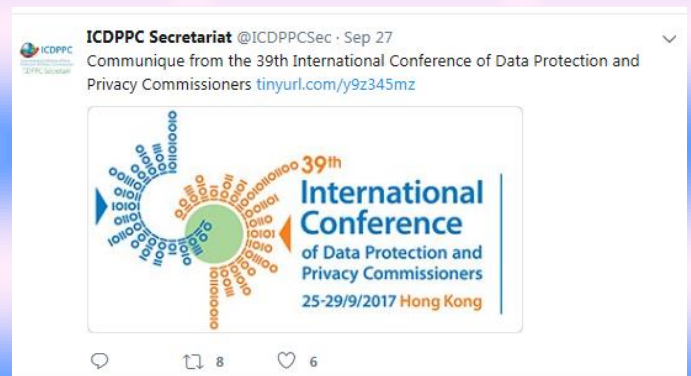 ICDPPC Secretariat @ICDPPCSec · Sep 27
Communique from the 39th International Conference of Data Protection and
Privacy Commissioners tinyurl.com/y9z345mz
ICDPPC
39th
International
Conference
of Data Protection and
Privacy Commissioners
25-29/9/2017 Hong Kong
8 6